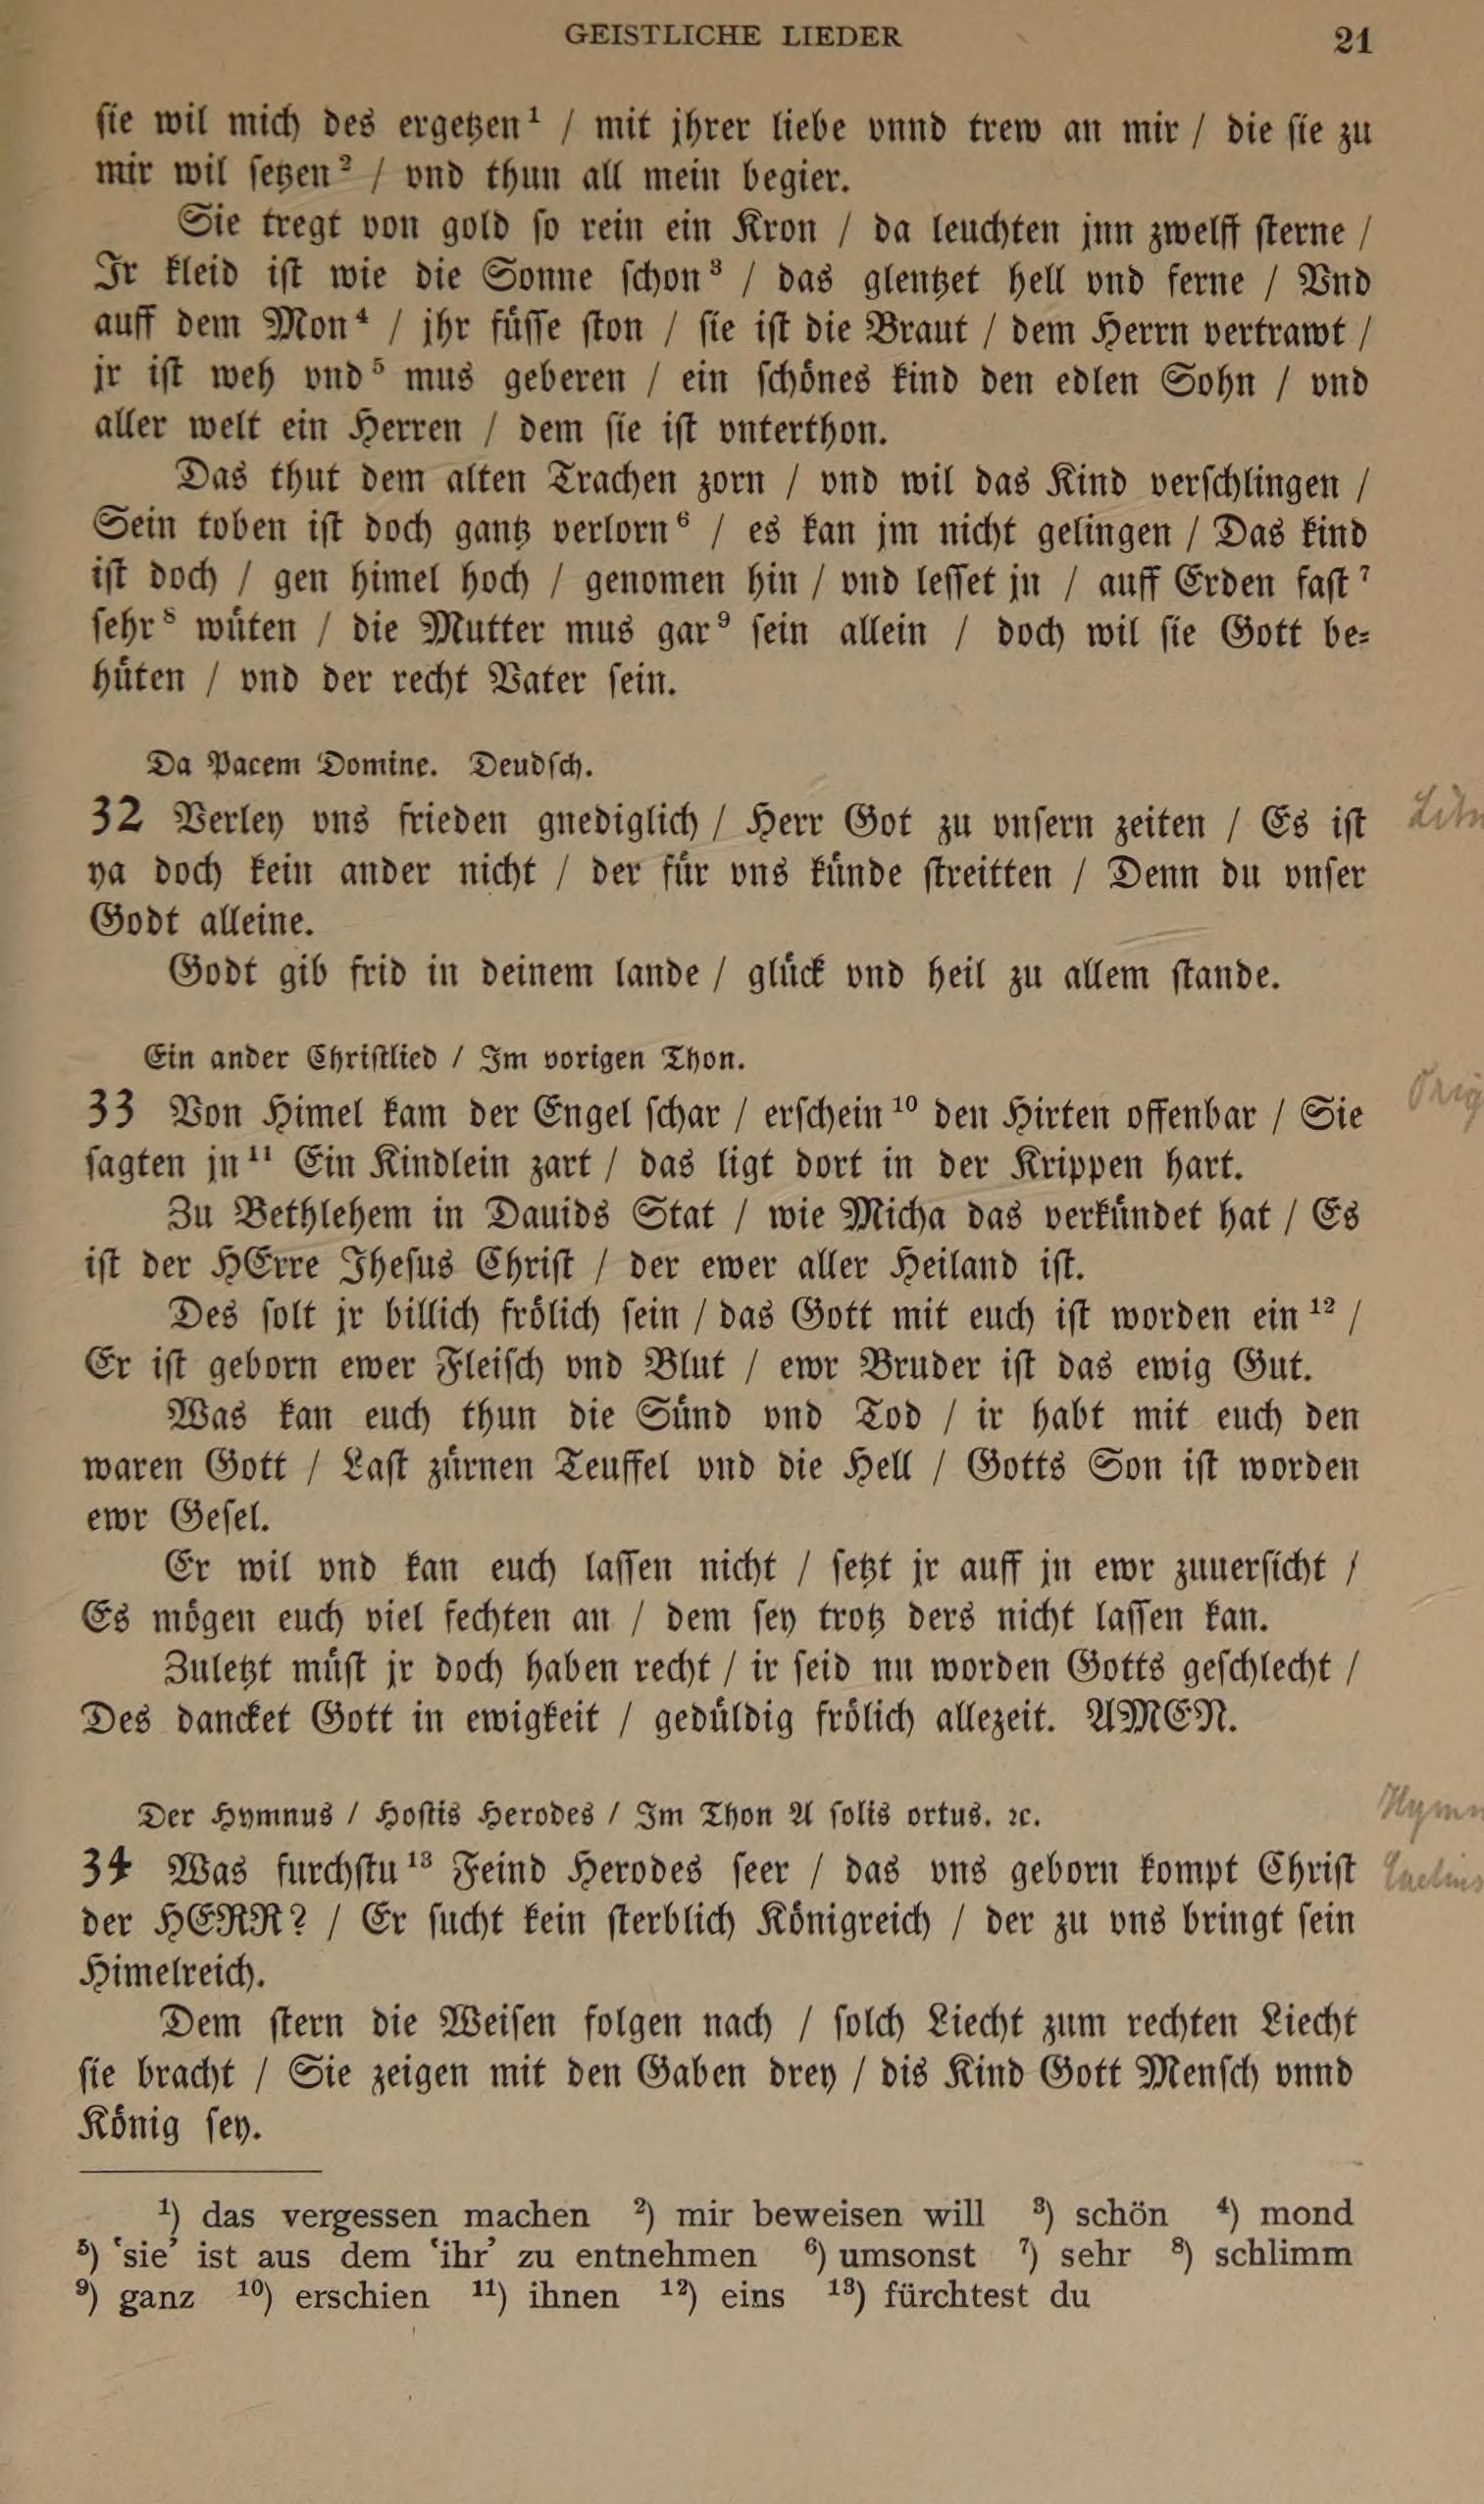 GEISTLICHE LIEDER 21
ſie wil mich des ergetzen¹ / mit jhrer liebe vnnd trew an mir / die ſie zu
mir wil ſetzen² / vnd thun all mein begier.
Sie tregt von gold ſo rein ein Kron / da leuchten jnn zwelff ſterne /
Ir kleid iſt wie die Sonne ſchon³ / das glentzet hell vnd ferne / Vnd
auff dem Mon⁴ / jhr füſſe ſton / ſie iſt die Braut / dem Herrn vertrawt /
jr iſt weh vnd⁵ mus geberen / ein ſchönes kind den edlen Sohn / vnd
aller welt ein Herren / dem ſie iſt vnterthon.
Das thut dem alten Trachen zorn / vnd wil das Kind verſchlingen /
Sein toben iſt doch gantz verlorn⁶ / es kan jm nicht gelingen / Das kind
iſt doch / gen himel hoch / genomen hin / vnd leſſet jn / auff Erden faſt⁷
ſehr⁸ wüten / die Mutter mus gar⁹ ſein allein / doch wil ſie Gott be-
hüten / vnd der recht Vater ſein.
Da Pacem Domine. Deudſch.
32 Verley vns frieden gnediglich / Herr Got zu vnſern zeiten / Es iſt
ya doch kein ander nicht / der für vns künde ſtreitten / Denn du vnſer
Godt alleine.
Godt gib frid in deinem lande / glück vnd heil zu allem ſtande.
Ein ander Chriſtlied / Im vorigen Thon.
33 Von Himel kam der Engel ſchar / erſchein¹⁰ den Hirten offenbar / Sie
ſagten jn¹¹ Ein Kindlein zart / das ligt dort in der Krippen hart.
Zu Bethlehem in Dauids Stat / wie Micha das verkündet hat / Es
iſt der HErre Jheſus Chriſt / der ewer aller Heiland iſt.
Des ſolt jr billich frölich ſein / das Gott mit euch iſt worden ein¹² /
Er iſt geborn ewer Fleiſch vnd Blut / ewr Bruder iſt das ewig Gut.
Was kan euch thun die Sünd vnd Tod / ir habt mit euch den
waren Gott / Laſt zürnen Teuffel vnd die Hell / Gotts Son iſt worden
ewr Geſel.
Er wil vnd kan euch laſſen nicht / ſetzt jr auff jn ewr zuuerſicht /
Es mögen euch viel fechten an / dem ſey trotz ders nicht laſſen kan.
Zuletzt müſt jr doch haben recht / ir ſeid nu worden Gotts geſchlecht /
Des dancket Gott in ewigkeit / gedüldig frölich allezeit. AMEN.
Der Hymnus / Hoſtis Herodes / Im Thon A ſolis ortus. ꝛc.
34 Was furchſtu¹³ Feind Herodes ſeer / das vns geborn kompt Chriſt
der HERR? / Er ſucht kein ſterblich Königreich / der zu vns bringt ſein
Himelreich.
Dem ſtern die Weiſen folgen nach / ſolch Liecht zum rechten Liecht
ſie bracht / Sie zeigen mit den Gaben drey / dis Kind Gott Menſch vnnd
König ſey.
¹) das vergessen machen ²) mir beweisen will ³) schön ⁴) mond
⁵) ‘sie’ ist aus dem ‘ihr’ zu entnehmen ⁶) umsonst ⁷) sehr ⁸) schlimm
⁹) ganz ¹⁰) erschien ¹¹) ihnen ¹²) eins ¹³) fürchtest du